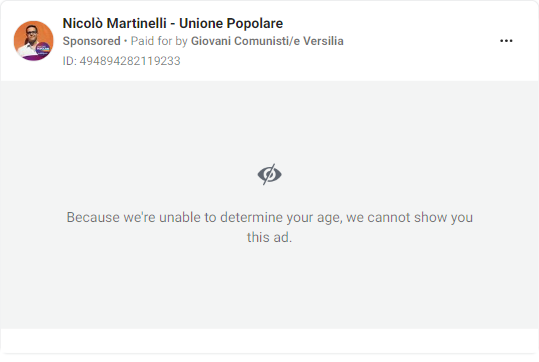 Nicolò Martinelli - Unione Popolare
Sponsored • Paid for by Giovani Comunisti/e Versilia
ID: 494894282119233
Because we're unable to determine your age, we cannot show you
this ad.